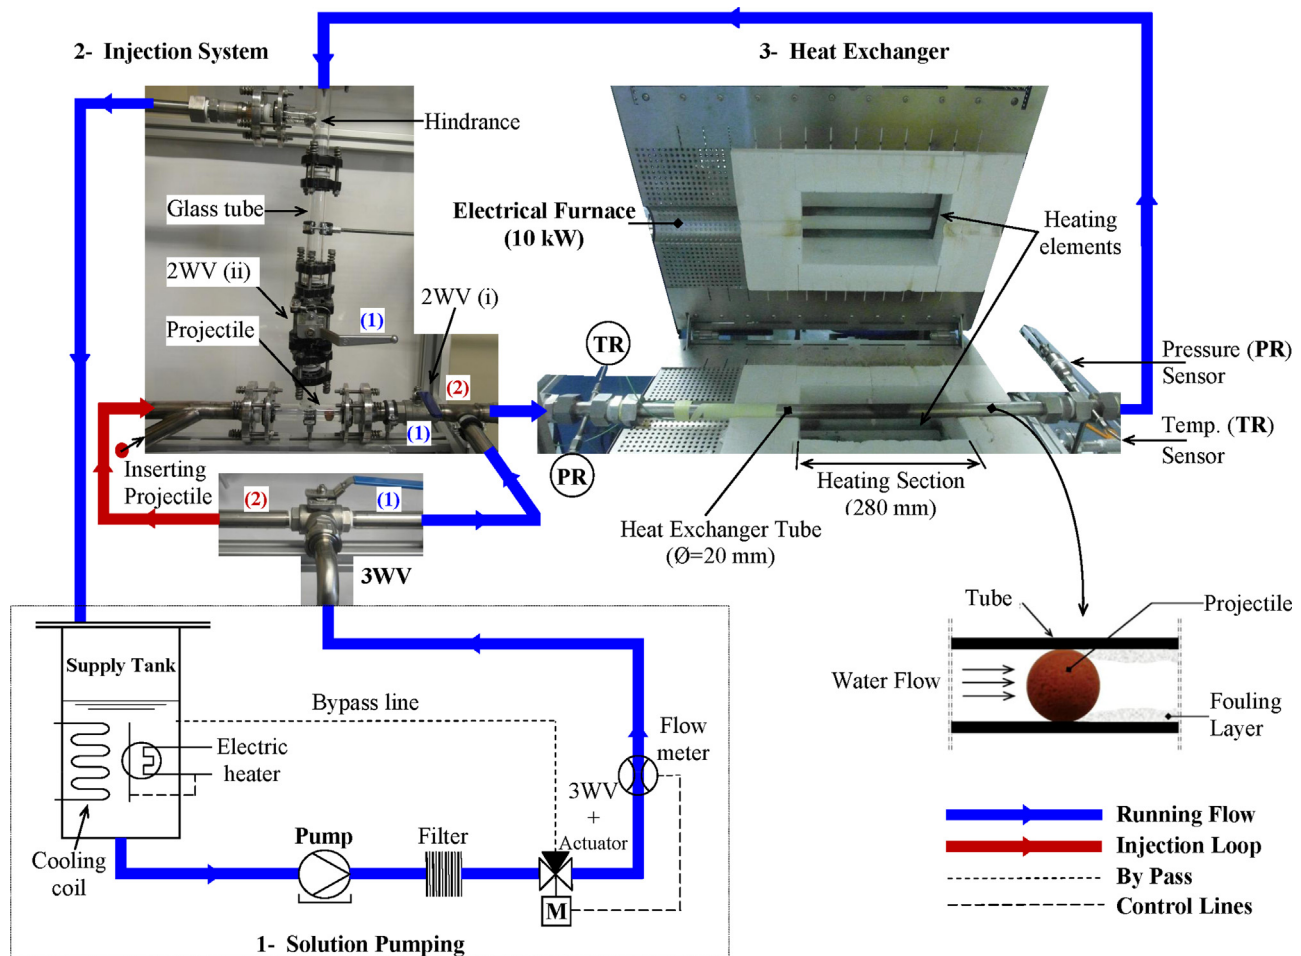 2-  Injection System
3-  Heat Exchanger
Hindrance
Glass tube
Electrical Furnace
(10 kW)
Heating
elements
2WV (ii)
2WV (i)
(1)
Projectile
TR
(2)
Pressure (PR)
Sensor
(1)
Temp. (TR)
Sensor
Inserting
Projectile
PR
Heating Section
(280 mm)
(2)
(1)
Heat Exchanger Tube
(Ø=20 mm)
3WV
Tube
Projectile
Water Flow
Fouling
Layer
Supply Tank
Bypass line
Flow
meter
Electric
heater
3WV
+
Actuator
Pump
Filter
Cooling
coil
M
1-  Solution Pumping
Running Flow
Injection Loop
By Pass
Control Lines